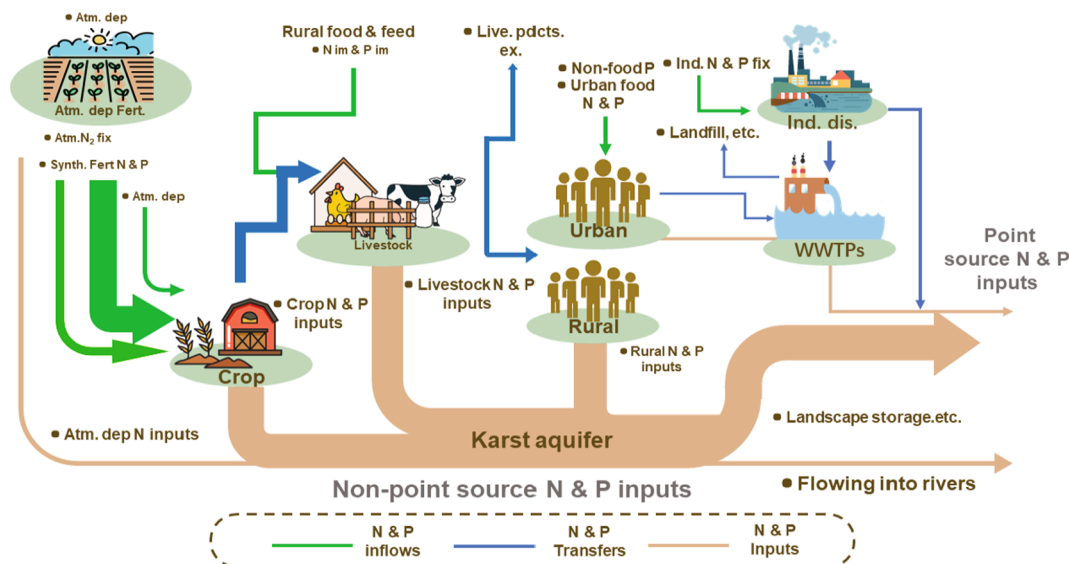 Atm. dep
Atm. dep Fert.
Atm.N₂ fix
Synth. Fert N & P
Atm. dep
Rural food & feed
N im & P im
Live. pdcts.
ex.
Non-food P
Urban food
N & P
Ind. N & P fix
Landfill, etc.
Ind. dis.
Livestock
Urban
WWTPs
Point
source N & P
inputs
Crop N & P
inputs
Livestock N & P
inputs
Rural
Rural N & P
inputs
Crop
Atm. dep N inputs
Karst aquifer
Landscape storage.etc.
Non-point source N & P inputs
Flowing into rivers
N & P
inflows
N & P
Transfers
N & P
Inputs